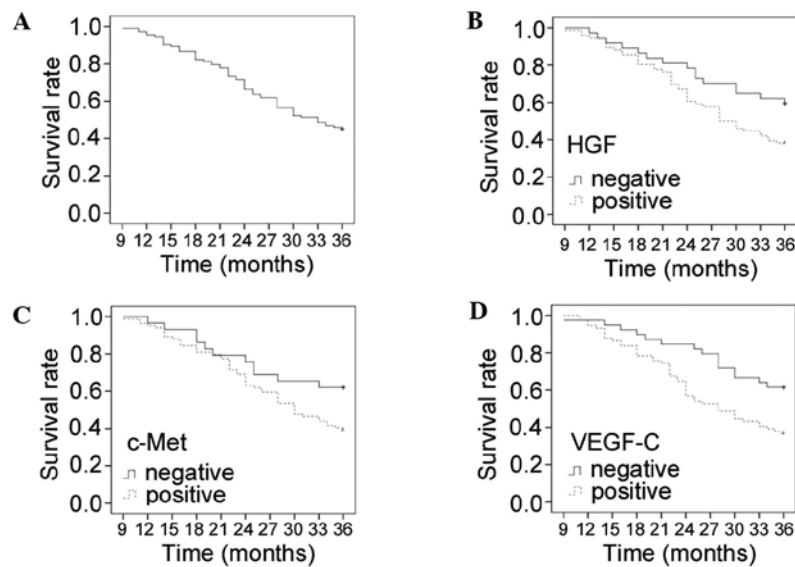 A
Survival rate
1.0
0.8
0.6
0.4
0.2
0.0
9 12 15 18 21 24 27 30 33 36
Time (months)
B
Survival rate
1.0
0.8
0.6
0.4
0.2
0.0
HGF
negative
positive
9 12 15 18 21 24 27 30 33 36
Time (months)
C
Survival rate
1.0
0.8
0.6
0.4
0.2
0.0
c-Met
negative
positive
9 12 15 18 21 24 27 30 33 36
Time (months)
D
Survival rate
1.0
0.8
0.6
0.4
0.2
0.0
VEGF-C
negative
positive
9 12 15 18 21 24 27 30 33 36
Time (months)